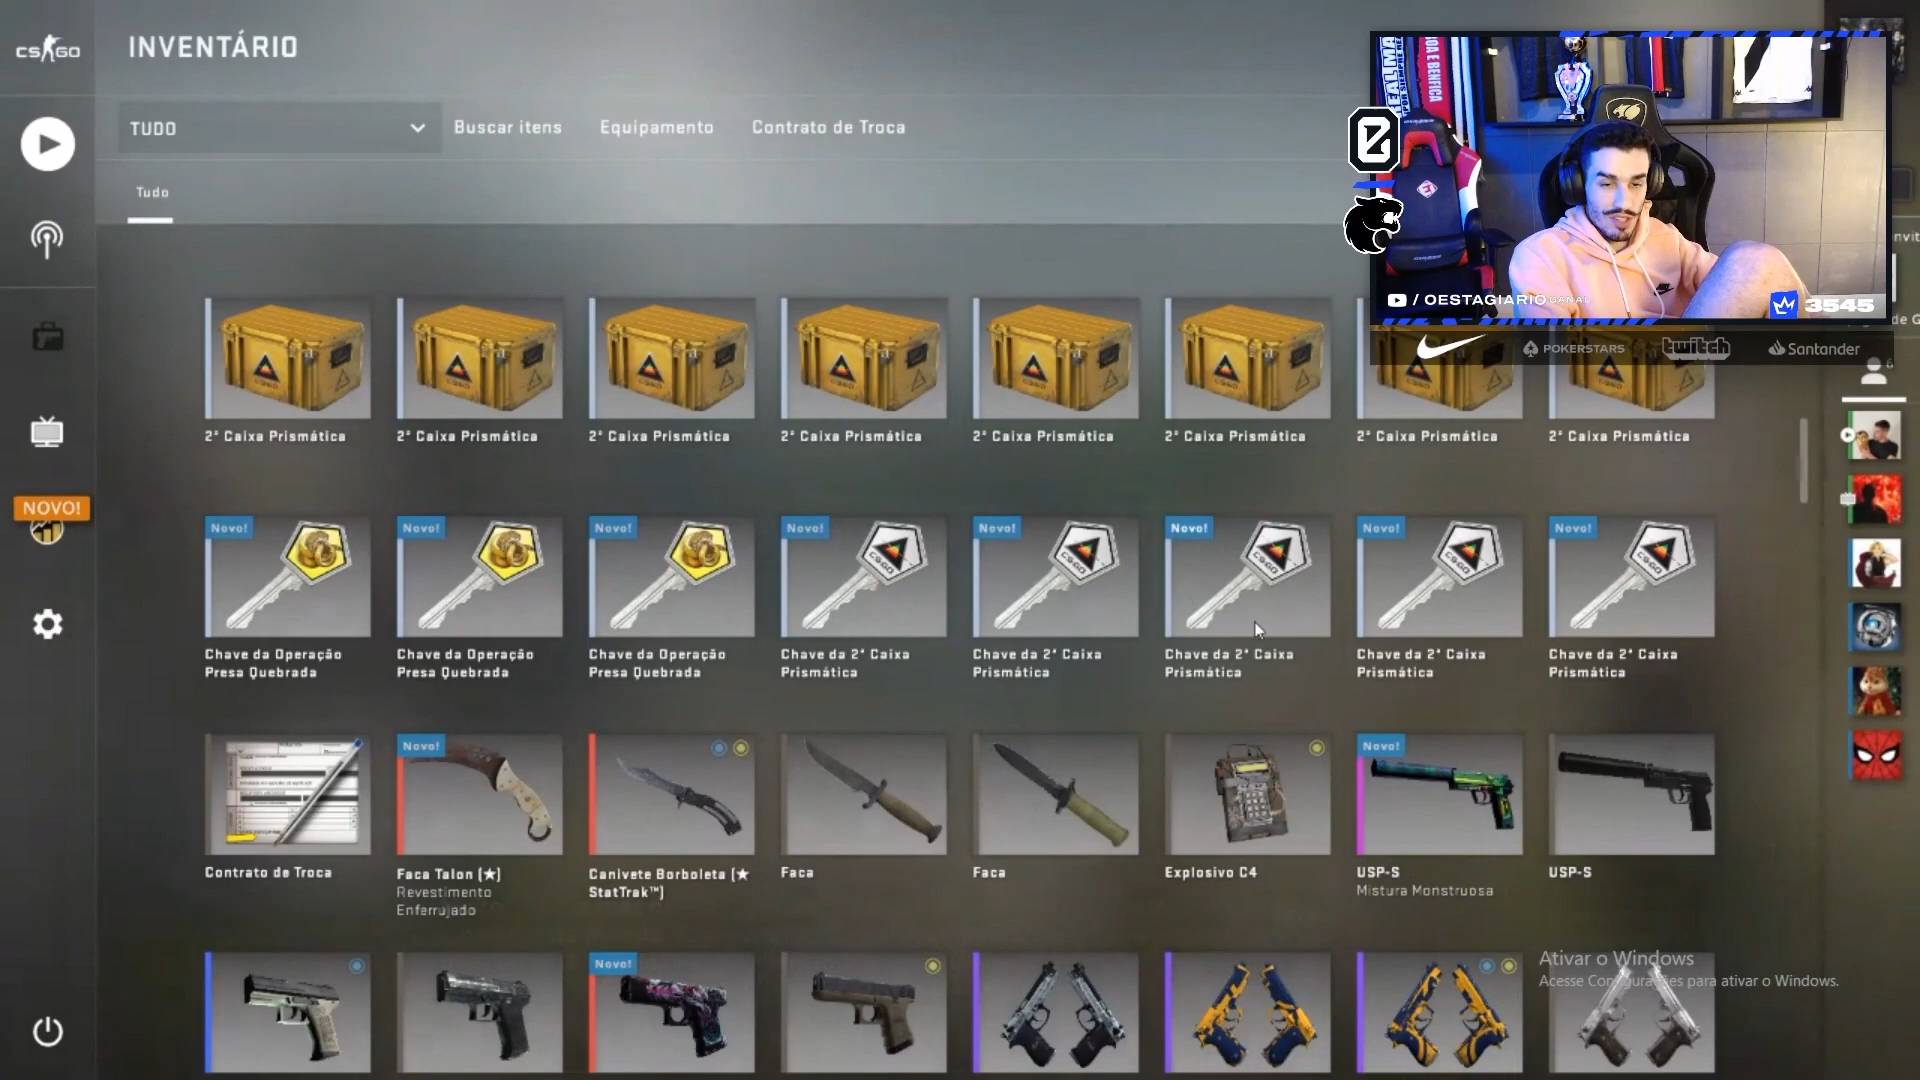 CS GO
INVENTÁRIO
TUDO
Buscar itens
Equipamento
Contrato de Troca
Tudo
REAL MA
OA E BENFICA
/ OESTAGIARIO CANAL
3545
POKERSTARS
twitch
Santander
6
NOVO!
2ª Caixa Prismática
2ª Caixa Prismática
2ª Caixa Prismática
2ª Caixa Prismática
2ª Caixa Prismática
2ª Caixa Prismática
2ª Caixa Prismática
2ª Caixa Prismática
Novo!
Novo!
Novo!
Novo!
Novo!
Novo!
Novo!
Novo!
Chave da Operação
Presa Quebrada
Chave da Operação
Presa Quebrada
Chave da Operação
Presa Quebrada
Chave da 2ª Caixa
Prismática
Chave da 2ª Caixa
Prismática
Chave da 2ª Caixa
Prismática
Chave da 2ª Caixa
Prismática
Chave da 2ª Caixa
Prismática
Novo!
Novo!
Contrato de Troca
Faca Talon (★)
Revestimento
Enferrujado
Canivete Borboleta (★
StatTrak™)
Faca
Faca
Explosivo C4
USP-S
Mistura Monstruosa
USP-S
Novo!
Ativar o Windows
Acesse Configurações para ativar o Windows.